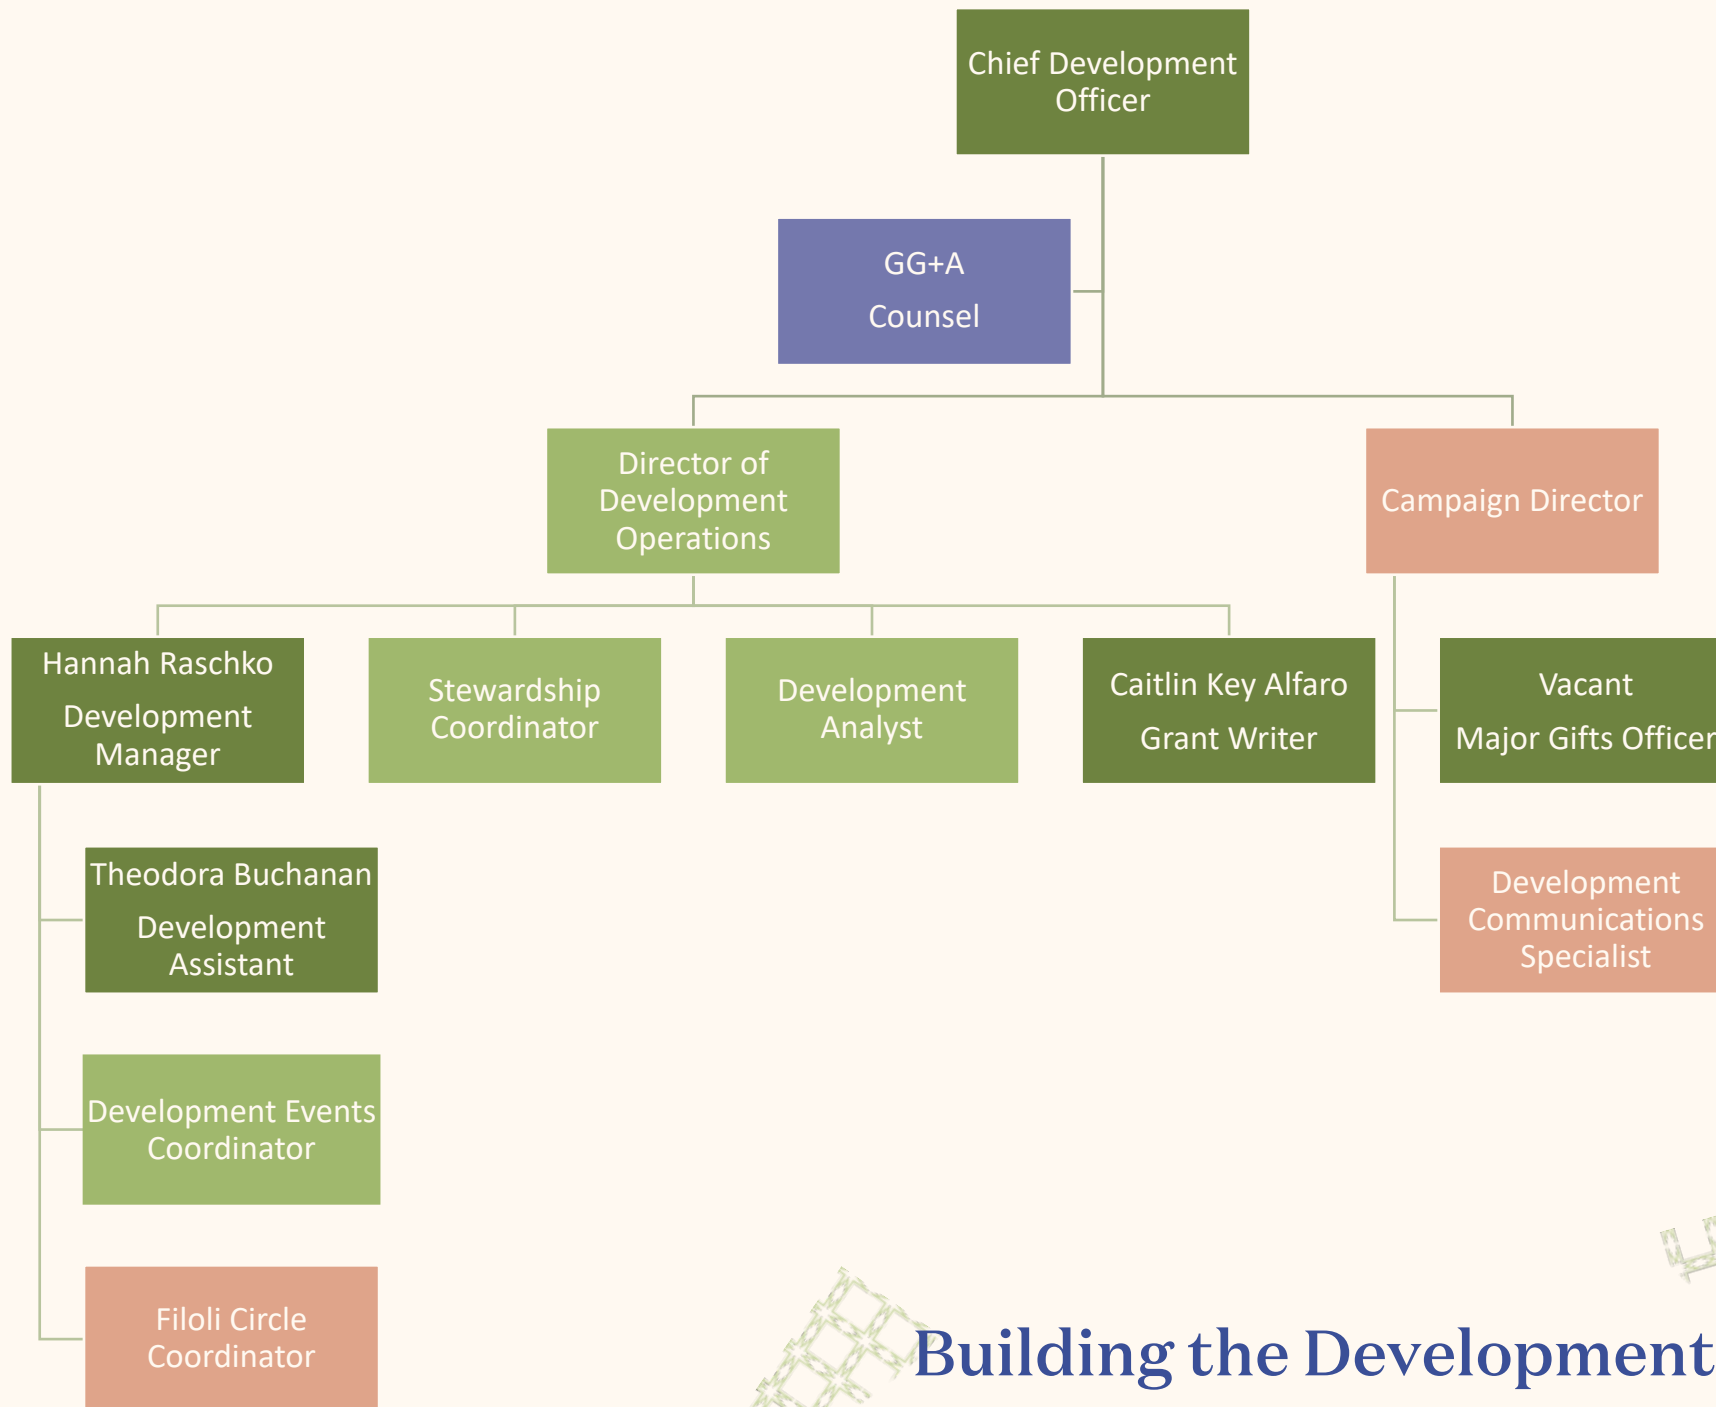 Chief Development
Officer
GG+A
Counsel
Director of
Development
Operations
Campaign Director
Hannah Raschko
Development
Manager
Stewardship
Coordinator
Development
Analyst
Caitlin Key Alfaro
Grant Writer
Vacant
Major Gifts Officer
Theodora Buchanan
Development
Assistant
Development
Communications
Specialist
Development Events
Coordinator
Filoli Circle
Coordinator
Building the Development